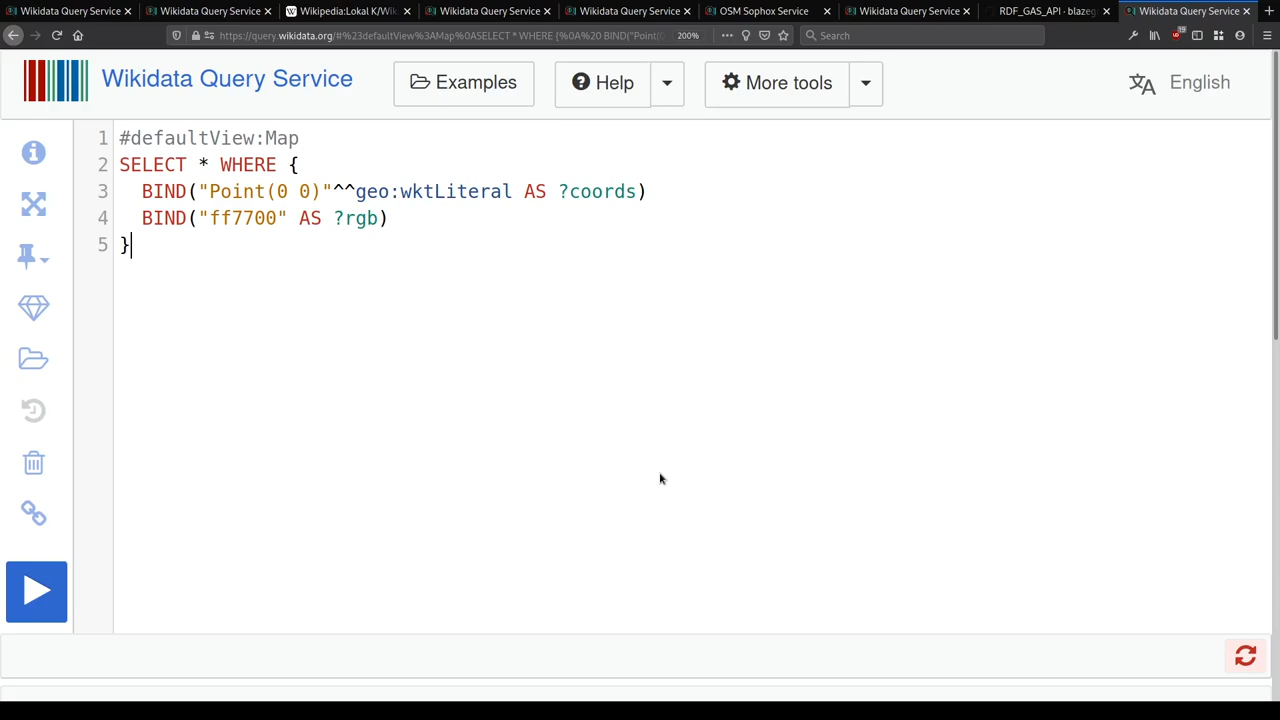 Wikidata Query Service
Wikidata Query Service
Wikipedia:Lokal K/Wik
Wikidata Query Service
Wikidata Query Service
OSM Sophox Service
Wikidata Query Service
RDF_GAS_API · blazeg
Wikidata Query Service
https://query.wikidata.org/#%23defaultView%3AMap%0ASELECT * WHERE {%0A%20 BIND("Point(0
200%
Search
Wikidata Query Service
Examples
Help
More tools
English
1 #defaultView:Map
2 SELECT * WHERE {
3 BIND("Point(0 0)"^^geo:wktLiteral AS ?coords)
4 BIND("ff7700" AS ?rgb)
5 }